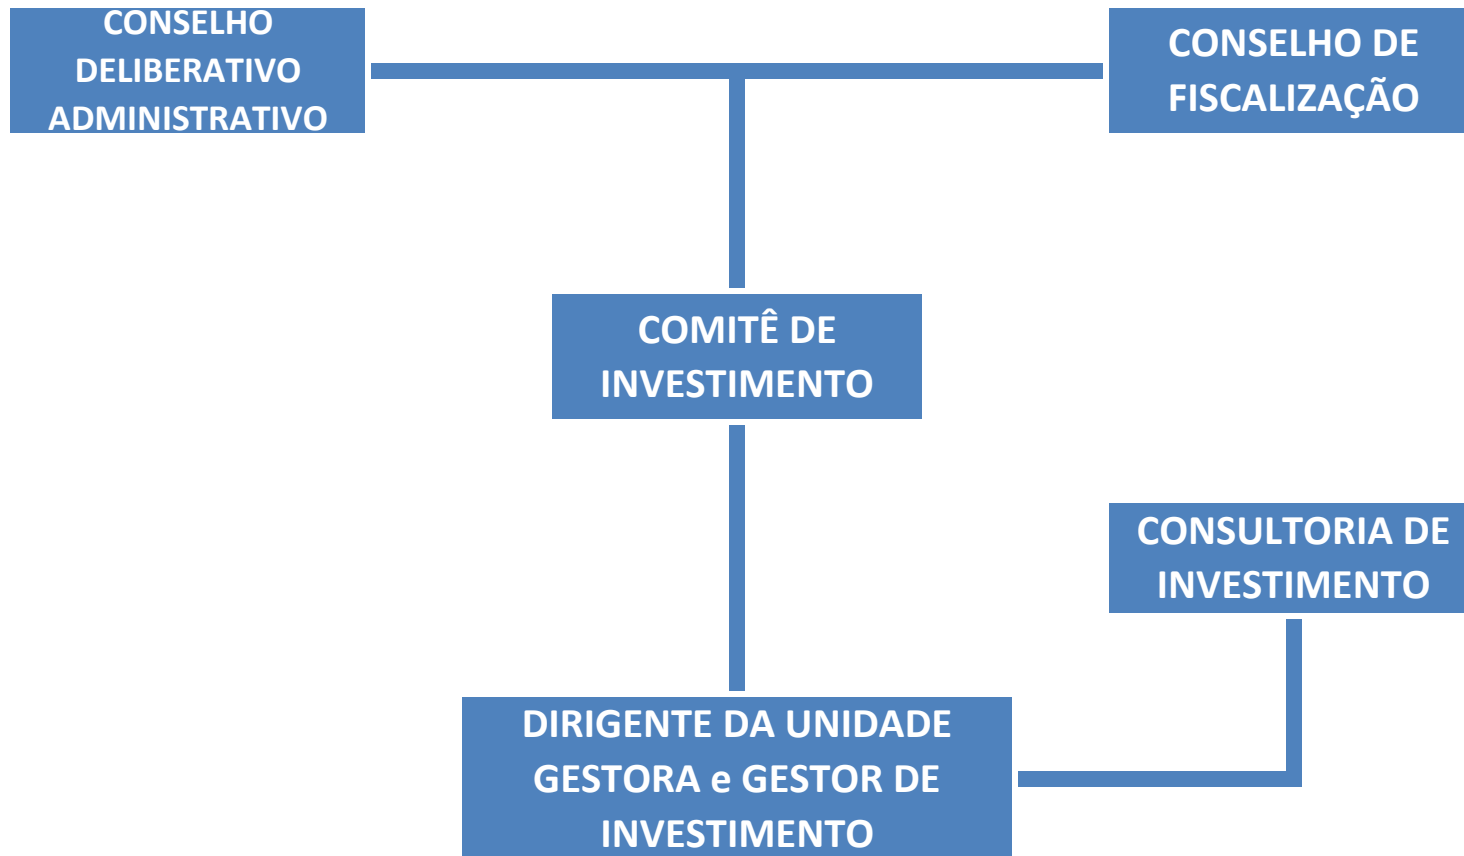 CONSELHO
DELIBERATIVO
ADMINISTRATIVO
CONSELHO DE
FISCALIZAÇÃO
COMITÊ DE
INVESTIMENTO
CONSULTORIA DE
INVESTIMENTO
DIRIGENTE DA UNIDADE
GESTORA e GESTOR DE
INVESTIMENTO